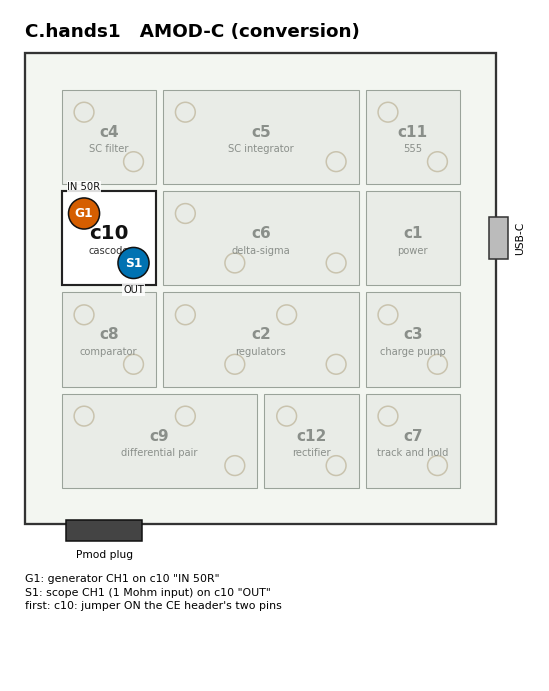 C.hands1 AMOD-C (conversion)
c4
SC filter
c5
SC integrator
c11
555
IN 50R
G1
c10
cascode
S1
OUT
c6
delta-sigma
c1
power
USB-C
c8
comparator
c2
regulators
c3
charge pump
c9
differential pair
c12
rectifier
c7
track and hold
Pmod plug
G1: generator CH1 on c10 "IN 50R"
S1: scope CH1 (1 Mohm input) on c10 "OUT"
first: c10: jumper ON the CE header's two pins